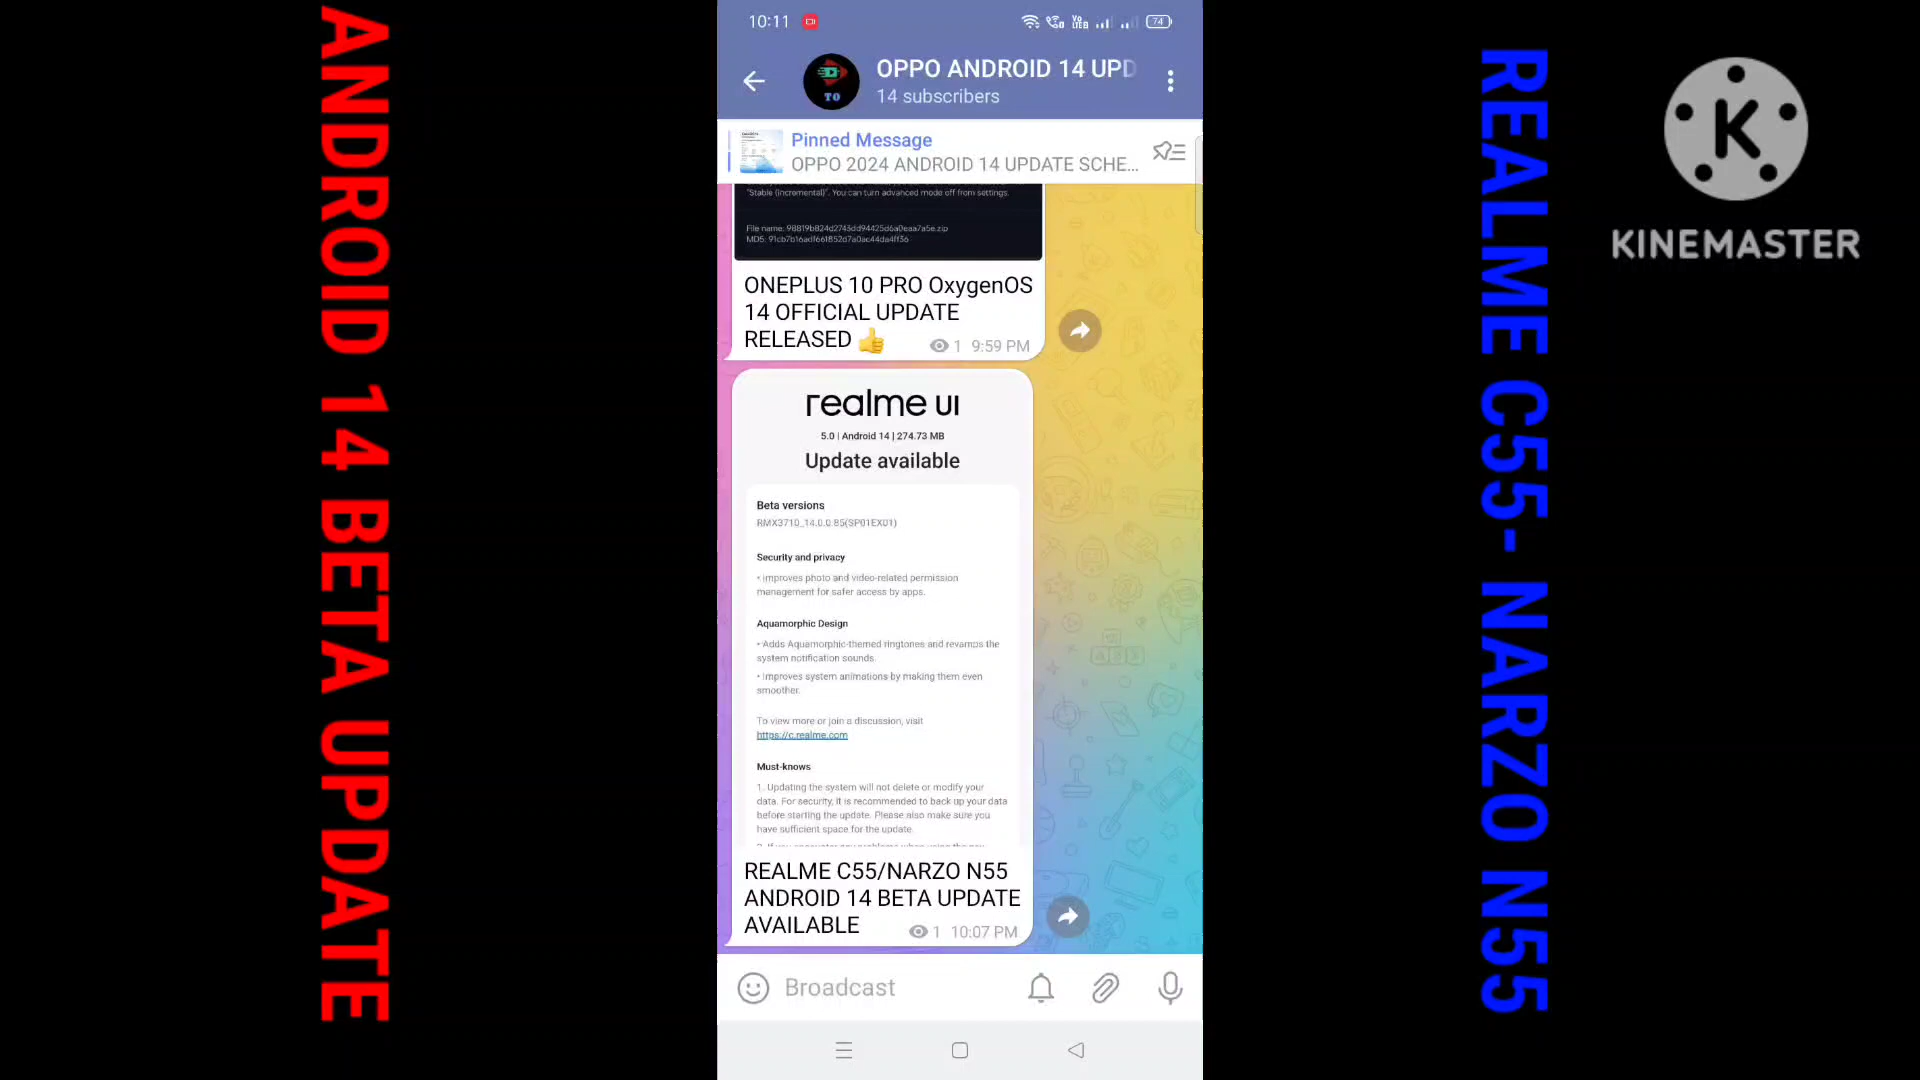 ANDROID 14 BETA UPDATE
10:11
74
OPPO ANDROID 14 UPD
14 subscribers
Pinned Message
OPPO 2024 ANDROID 14 UPDATE SCHE...
"Stable (Incremental)". You can turn advanced mode off from settings.
File name: 98819b824d2743dd94425d6a0eaa7a5e.zip
MD5: 91cb7b16adf661852d7a0ac44da4ff36
ONEPLUS 10 PRO OxygenOS
14 OFFICIAL UPDATE
RELEASED 👍
1 9:59 PM
realme UI
5.0 | Android 14 | 274.73 MB
Update available
Beta versions
RMX3710_14.0.0.85(SP01EX01)
Security and privacy
• Improves photo and video-related permission
management for safer access by apps.
Aquamorphic Design
• Adds Aquamorphic-themed ringtones and revamps the
system notification sounds.
• Improves system animations by making them even
smoother.
To view more or join a discussion, visit
https://c.realme.com
Must-knows
1. Updating the system will not delete or modify your
data. For security, it is recommended to back up your data
before starting the update. Please also make sure you
have sufficient space for the update.
REALME C55/NARZO N55
ANDROID 14 BETA UPDATE
AVAILABLE
1 10:07 PM
Broadcast
REALME C55- NARZO N55
K
KINEMASTER
TO